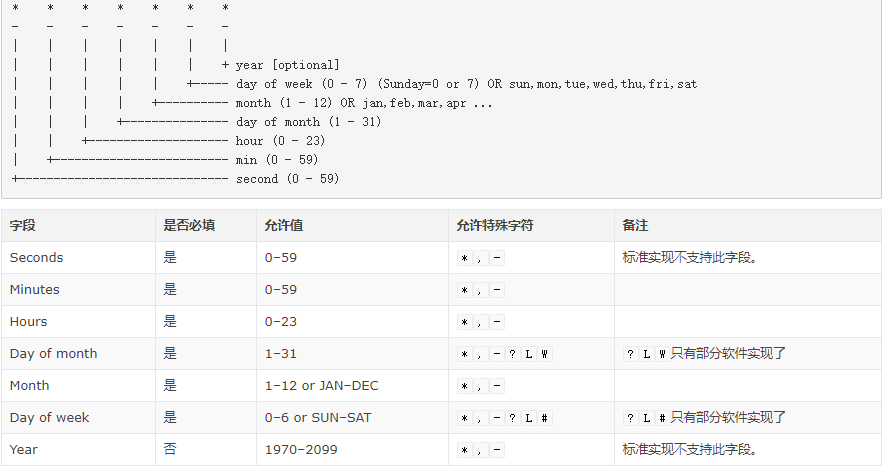 *    *    *    *    *    *    *
-    -    -    -    -    -    -
|    |    |    |    |    |    |
|    |    |    |    |    |    + year [optional]
|    |    |    |    |    +----- day of week (0 - 7) (Sunday=0 or 7) OR sun,mon,tue,wed,thu,fri,sat
|    |    |    |    +---------- month (1 - 12) OR jan,feb,mar,apr ...
|    |    |    +--------------- day of month (1 - 31)
|    |    +-------------------- hour (0 - 23)
|    +------------------------- min (0 - 59)
+------------------------------ second (0 - 59)
字段 是否必填 允许值 允许特殊字符 备注
Seconds 是 0–59 * , - 标准实现不支持此字段。
Minutes 是 0–59 * , -
Hours 是 0–23 * , -
Day of month 是 1–31 * , - ? L W ? L W 只有部分软件实现了
Month 是 1–12 or JAN–DEC * , -
Day of week 是 0–6 or SUN–SAT * , - ? L # ? L # 只有部分软件实现了
Year 否 1970–2099 * , - 标准实现不支持此字段。